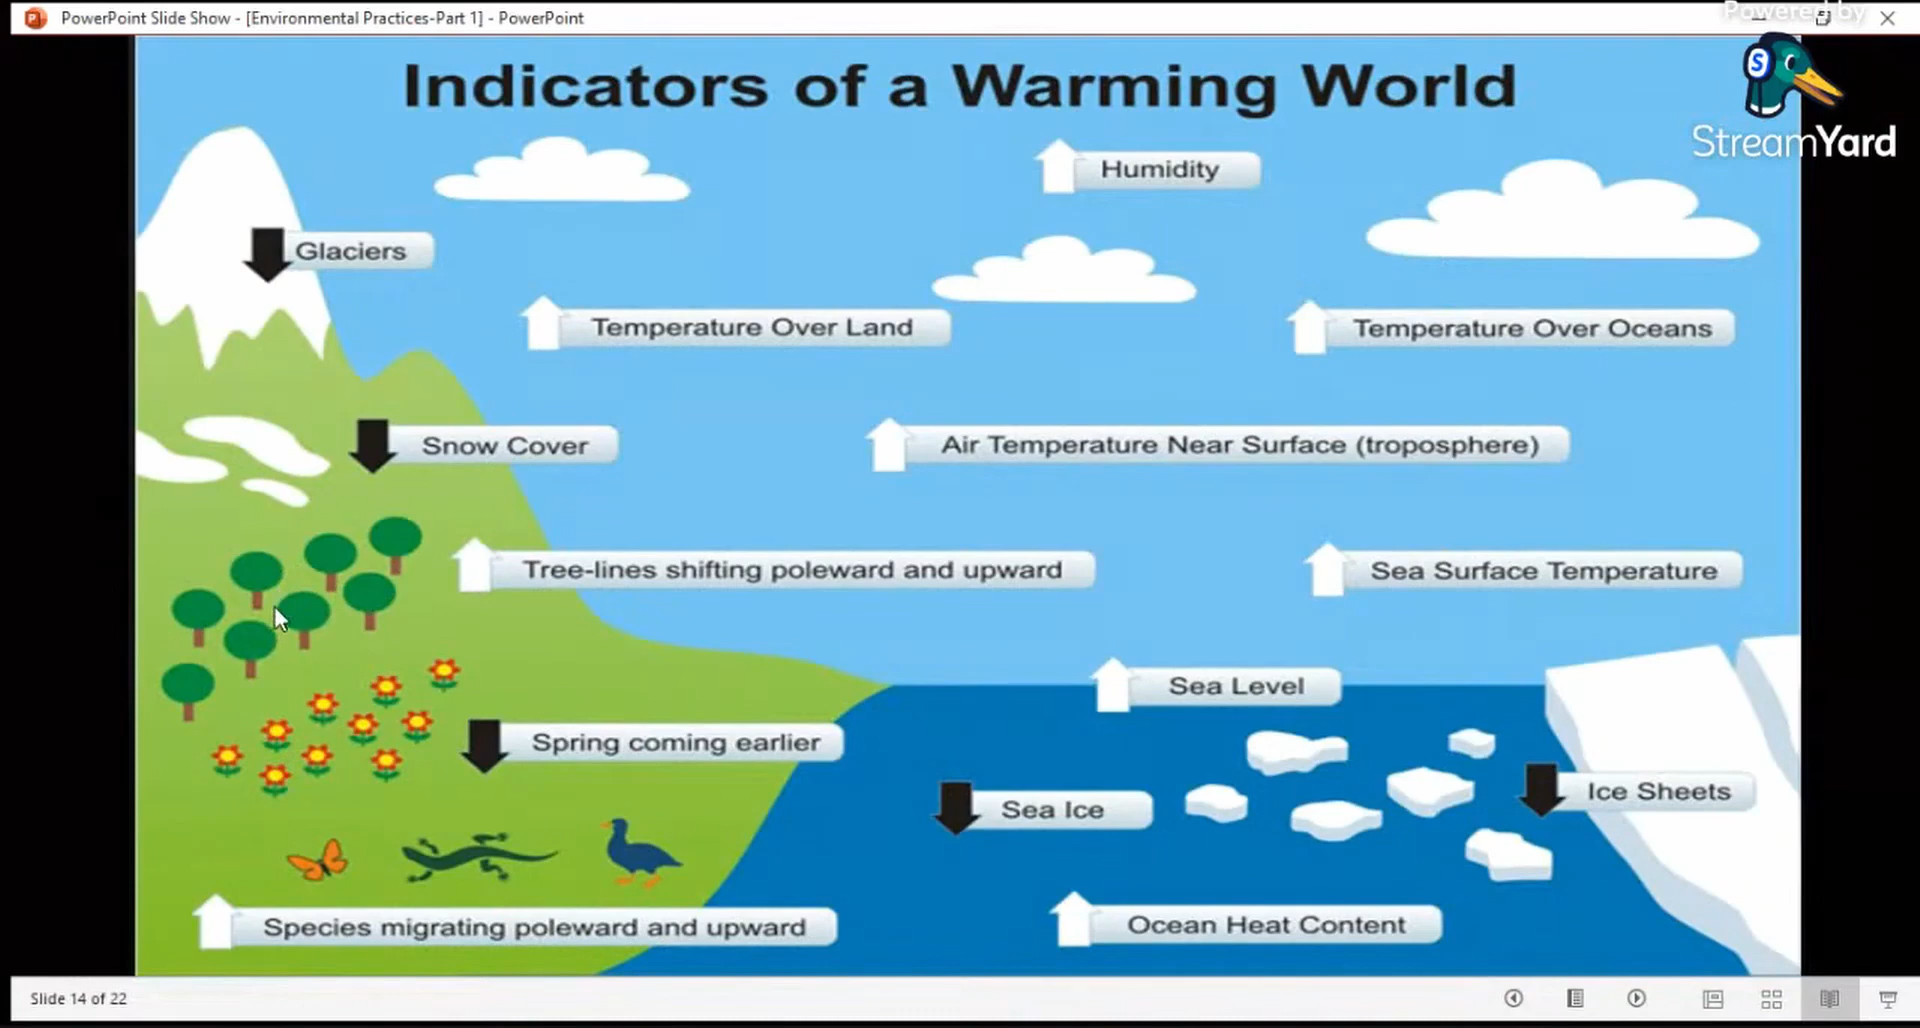 PowerPoint Slide Show - [Environmental Practices-Part 1] - PowerPoint
Powered by
StreamYard
Indicators of a Warming World
Humidity
Glaciers
Temperature Over Land
Temperature Over Oceans
Snow Cover
Air Temperature Near Surface (troposphere)
Tree-lines shifting poleward and upward
Sea Surface Temperature
Sea Level
Spring coming earlier
Ice Sheets
Sea Ice
Species migrating poleward and upward
Ocean Heat Content
Slide 14 of 22